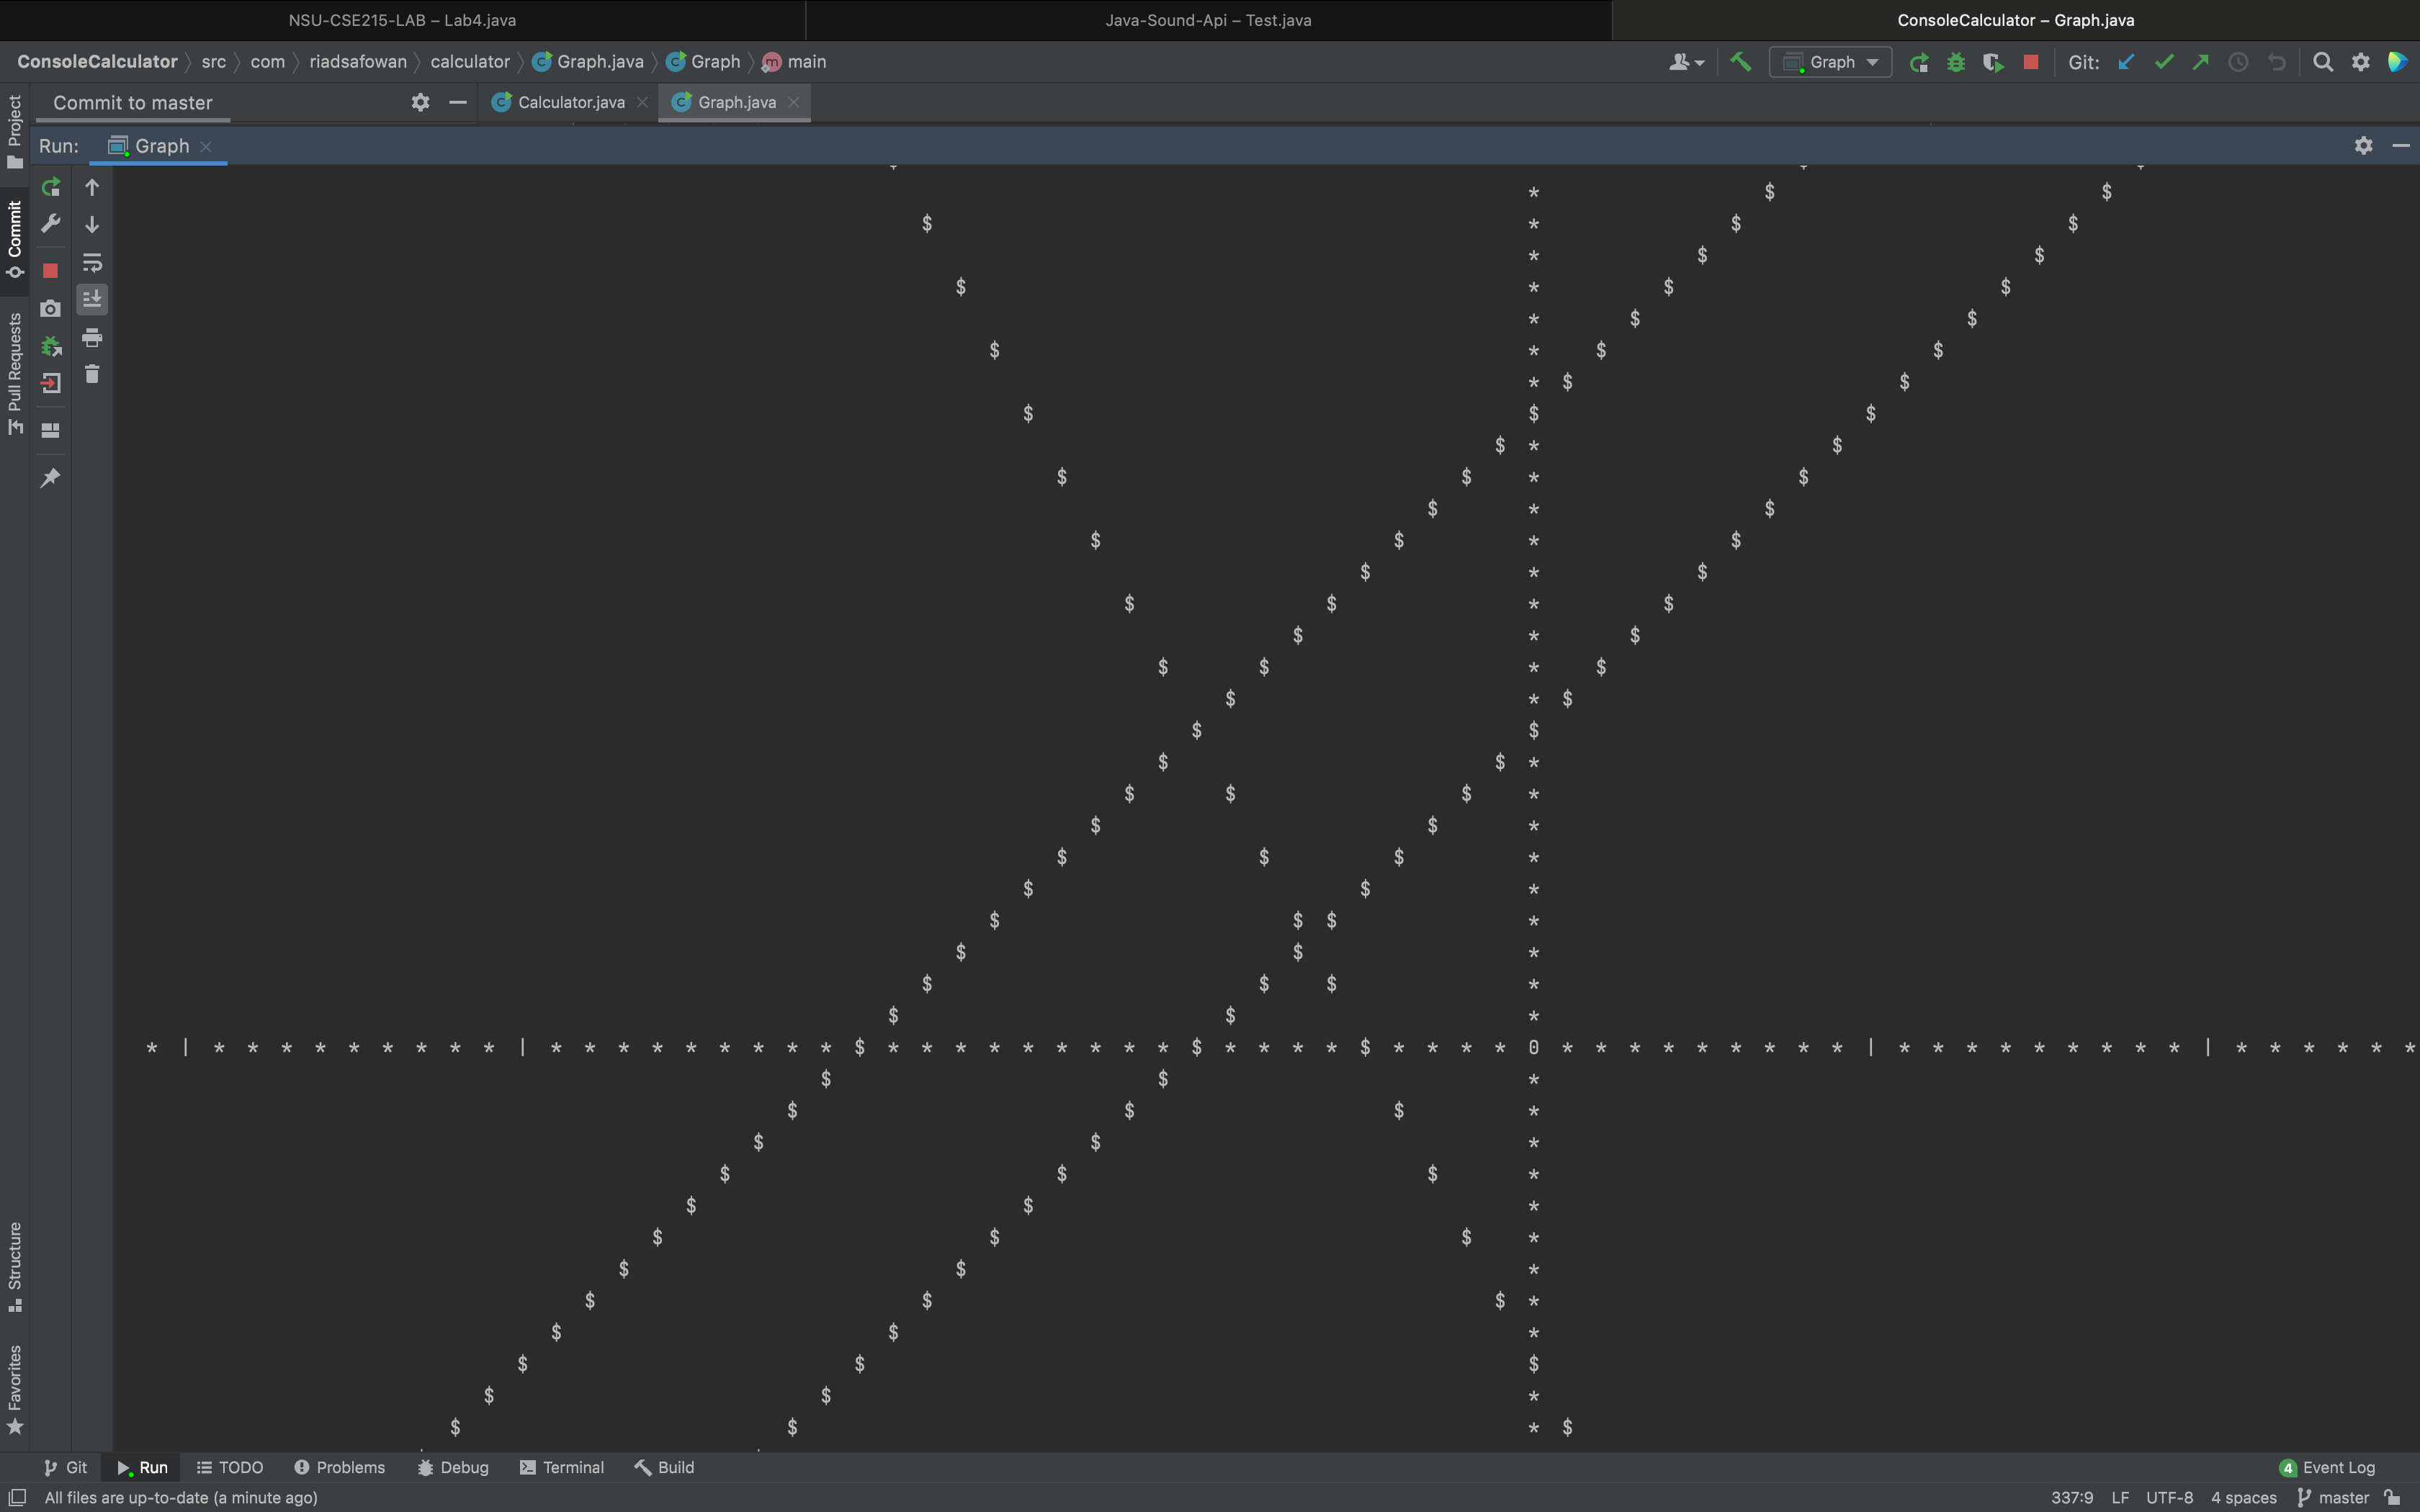 NSU-CSE215-LAB – Lab4.java
Java-Sound-Api – Test.java
ConsoleCalculator – Graph.java
ConsoleCalculator src com riadsafowan calculator Graph.java Graph main
Graph
Git:
Commit to master
Calculator.java
Graph.java
Run: Graph
Project
Commit
Pull Requests
Structure
Favorites
* $ $
$ * $ $
* $ $
$ * $ $
* $ $
$ * $ $
* $ $
$ $ $
$ * $
$ $ * $
$ * $
$ $ * $
$ * $
$ $ * $
$ * $
$ $ * $
$ * $
$ $
$ $ *
$ $ $ *
$ $ *
$ $ $ *
$ $ *
$ $ $ *
$ $ *
$ $ $ *
$ $ *
* | * * * * * * * * * | * * * * * * * * * $ * * * * * * * * * $ * * * * $ * * * * 0 * * * * * * * * * | * * * * * * * * * | * * * * * *
$ $ *
$ $ $ *
$ $ *
$ $ $ *
$ $ *
$ $ $ *
$ $ *
$ $ $ *
$ $ *
$ $ $
$ $ *
$ $ * $
Git Run TODO Problems Debug Terminal Build
4 Event Log
All files are up-to-date (a minute ago)
337:9 LF UTF-8 4 spaces master